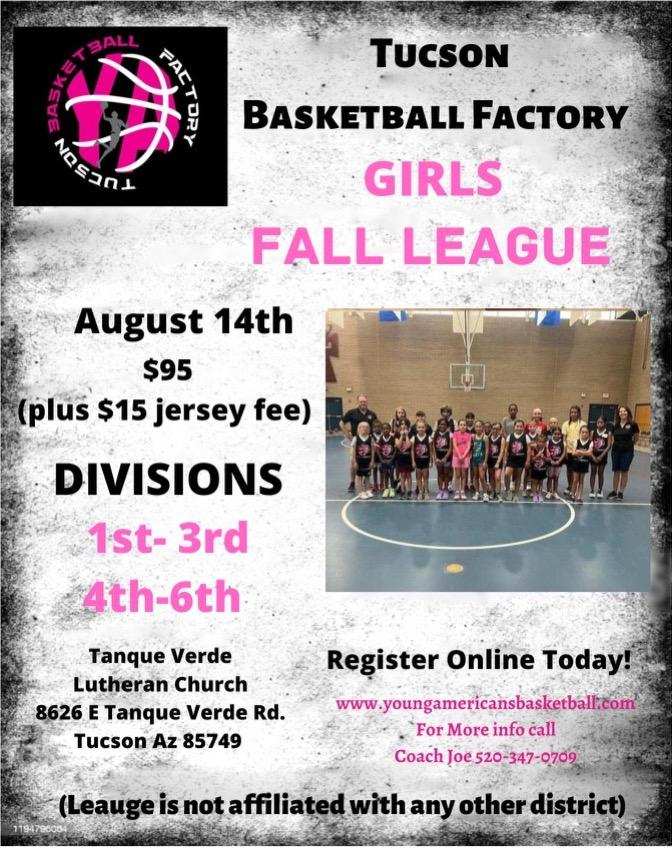 BASKETBALL FACTORY
TUCSON
YA
TUCSON
BASKETBALL FACTORY
GIRLS
FALL LEAGUE
August 14th
$95
(plus $15 jersey fee)
DIVISIONS
1st- 3rd
4th-6th
Tanque Verde
Lutheran Church
8626 E Tanque Verde Rd.
Tucson Az 85749
Register Online Today!
www.youngamericansbasketball.com
For More info call
Coach Joe 520-347-0709
(Leauge is not affiliated with any other district)